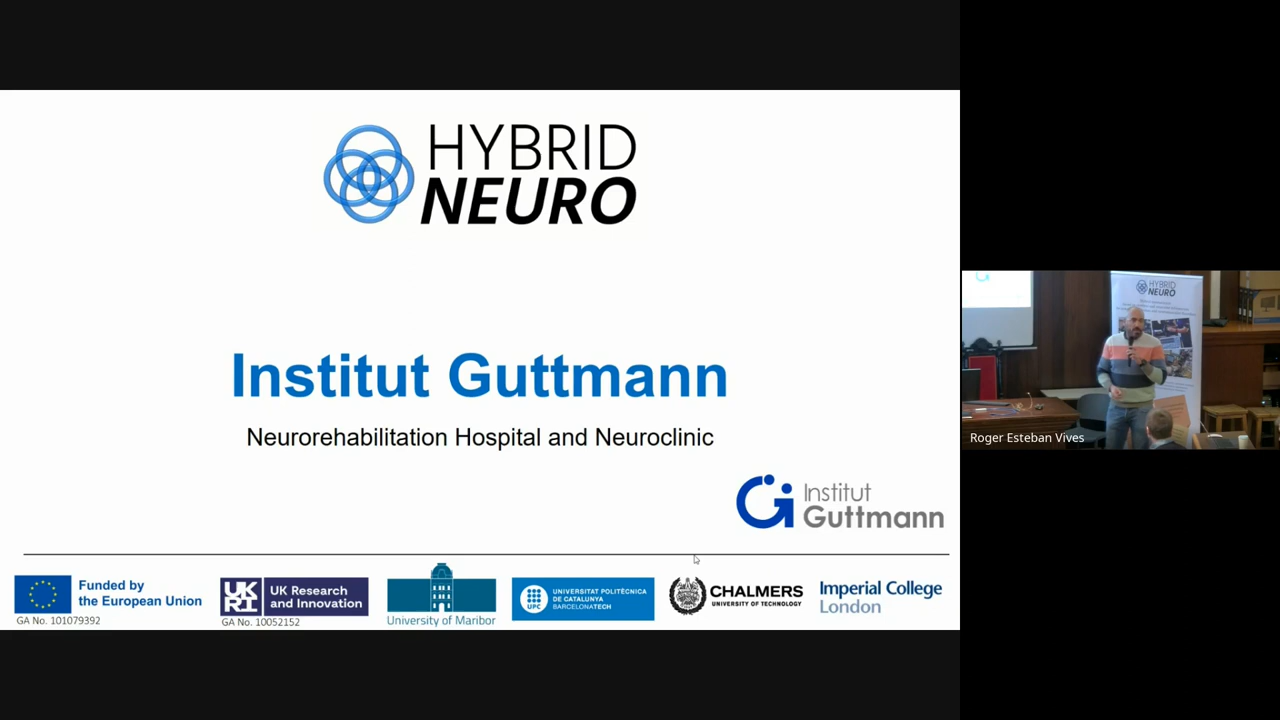 HYBRID
NEURO
Institut Guttmann
Neurorehabilitation Hospital and Neuroclinic
Institut
Guttmann
Funded by
the European Union
GA No. 101079392
UK
RI
UK Research
and Innovation
GA No. 10052152
University of Maribor
UPC
UNIVERSITAT POLITÈCNICA
DE CATALUNYA
BARCELONATECH
CHALMERS
UNIVERSITY OF TECHNOLOGY
Imperial College
London
HYBRID
NEURO
Roger Esteban Vives